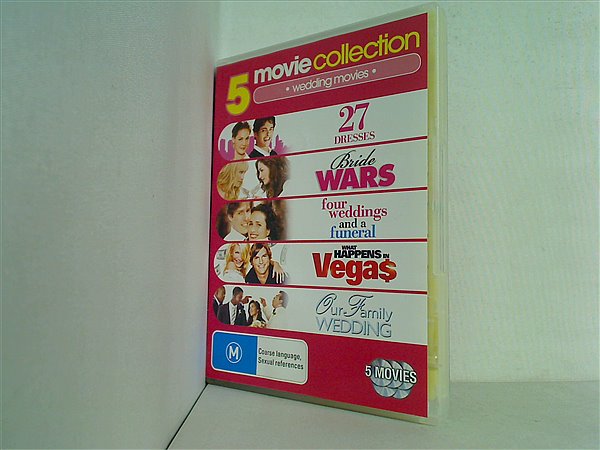 5 movie collection
• wedding movies •
27
DRESSES
Bride
WARS
four
weddings
and a
funeral
WHAT
HAPPENS IN
Vega$
Our Family
WEDDING
M
Coarse language,
Sexual references
5 MOVIES